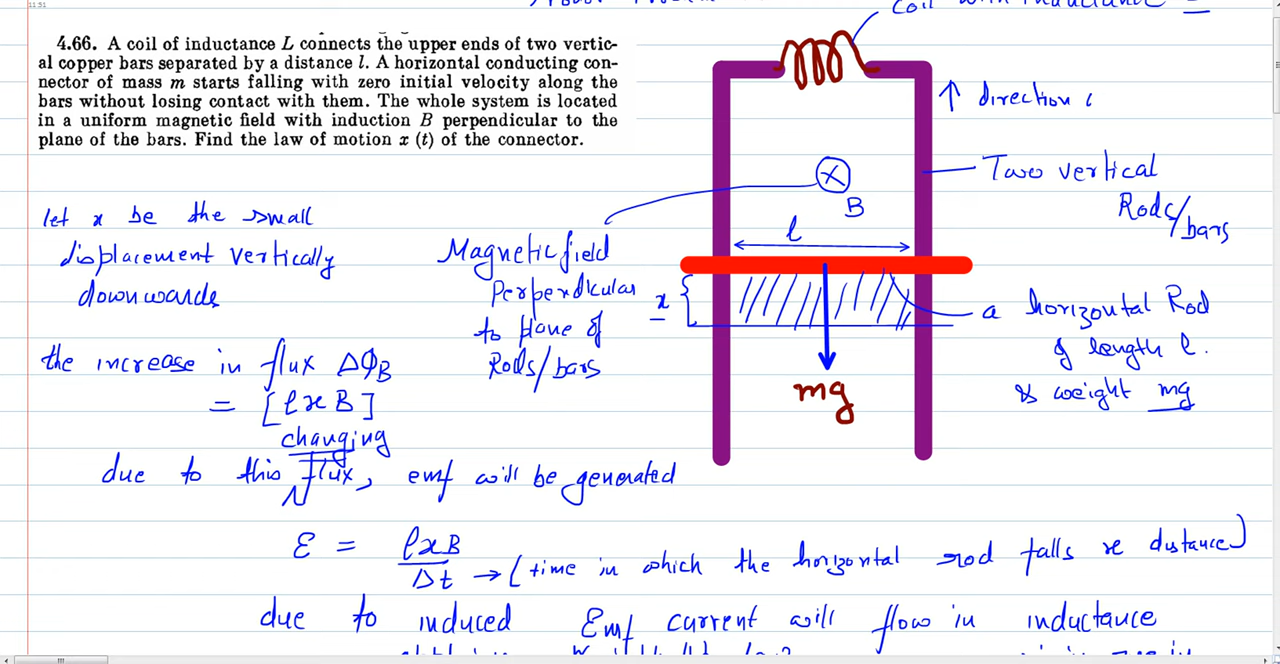 11:51
Coil with inductance
4.66. A coil of inductance L connects the upper ends of two vertic-
al copper bars separated by a distance l. A horizontal conducting con-
nector of mass m starts falling with zero initial velocity along the
bars without losing contact with them. The whole system is located
in a uniform magnetic field with induction B perpendicular to the
plane of the bars. Find the law of motion x (t) of the connector.
↑ direction
Two vertical
Rods/
bars
B
l
let x be the small
displacement vertically
downwards
Magnetic field
Perpendicular
to plane of
Rods/bars
x
a horizontal Rod
of length l.
& weight mg
mg
the increase in flux ΔΦB
= [l x B]
changing
due to this flux, emf will be generated
ε = l x B
Δt → (time in which the horizontal rod falls x distance)
due to induced Emf current will flow in inductance